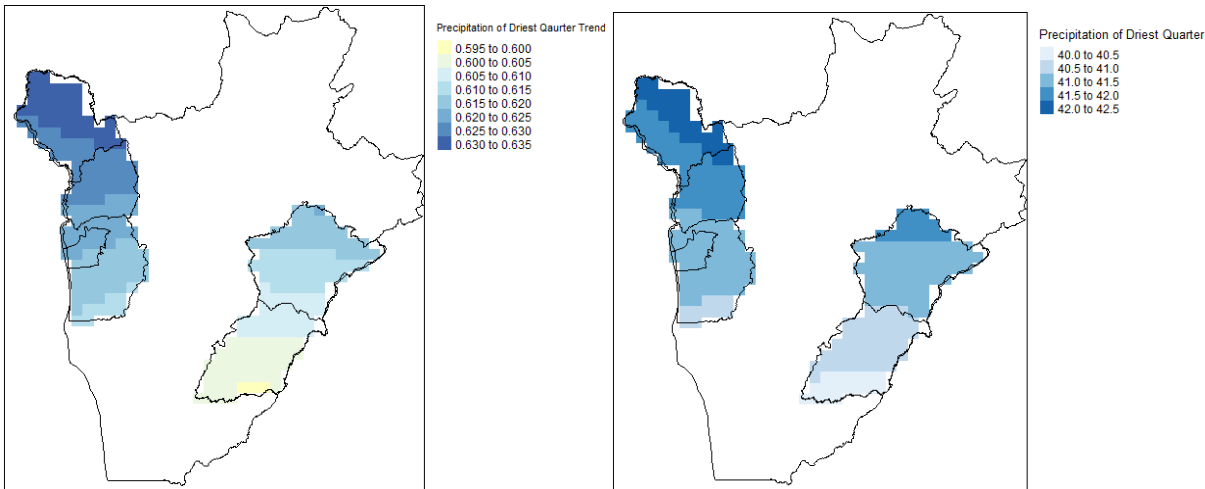 Precipitation of Driest Qaurter Trend
0.595 to 0.600
0.600 to 0.605
0.605 to 0.610
0.610 to 0.615
0.615 to 0.620
0.620 to 0.625
0.625 to 0.630
0.630 to 0.635
Precipitation of Driest Quarter
40.0 to 40.5
40.5 to 41.0
41.0 to 41.5
41.5 to 42.0
42.0 to 42.5